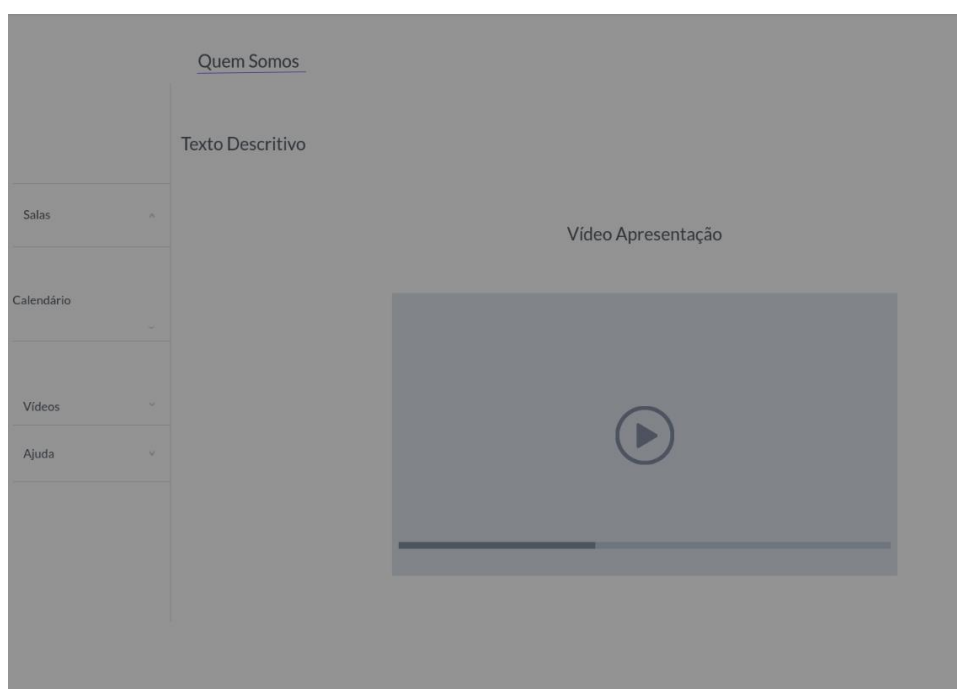 Quem Somos
Texto Descritivo
Salas
Vídeo Apresentação
Calendário
Vídeos
Ajuda